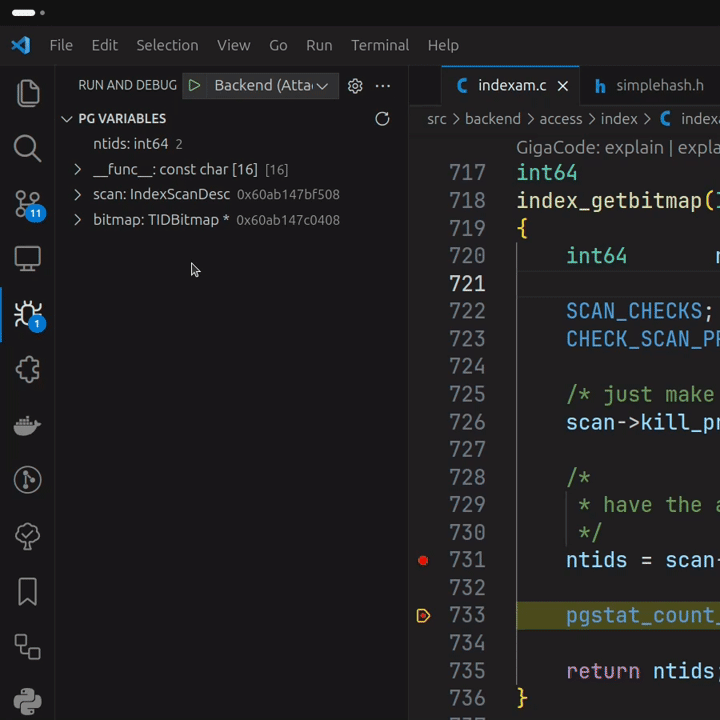 File Edit Selection View Go Run Terminal Help
RUN AND DEBUG Backend (Atta
indexam.c simplehash.h
src > backend > access > index > C
PG VARIABLES
ntids: int64 2
__func__: const char [16] [16]
scan: IndexScanDesc 0x60ab147bf508
bitmap: TIDBitmap * 0x60ab147c0408
11
1
GigaCode: explain |
717 int64
718 index_getbitmap(
719 {
720 int64
721
722 SCAN_CHECKS;
723 CHECK_SCAN_PR
724
725 /* just make
726 scan->kill_pr
727
728 /*
729 * have the a
730 */
731 ntids = scan-
732
733 pgstat_count_
734
735 return ntids;
736 }